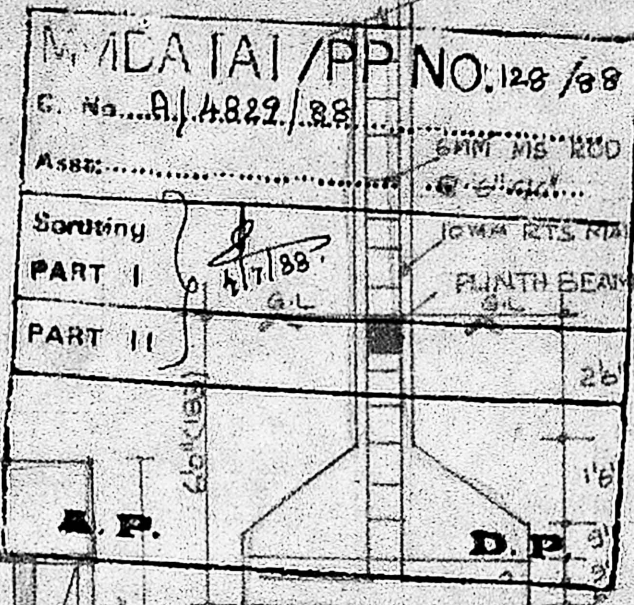 MMDA [A] /PP NO. 128 /88
C. No. A/4829/88
Asst:
6MM MS ROD
@ 6" c/c
Scrutiny
PART I
4/7/88.
10MM RTS
PLINTH BEAM
G.L
G.L
PART II
2'6"
1'6"
A. P.
D. P.